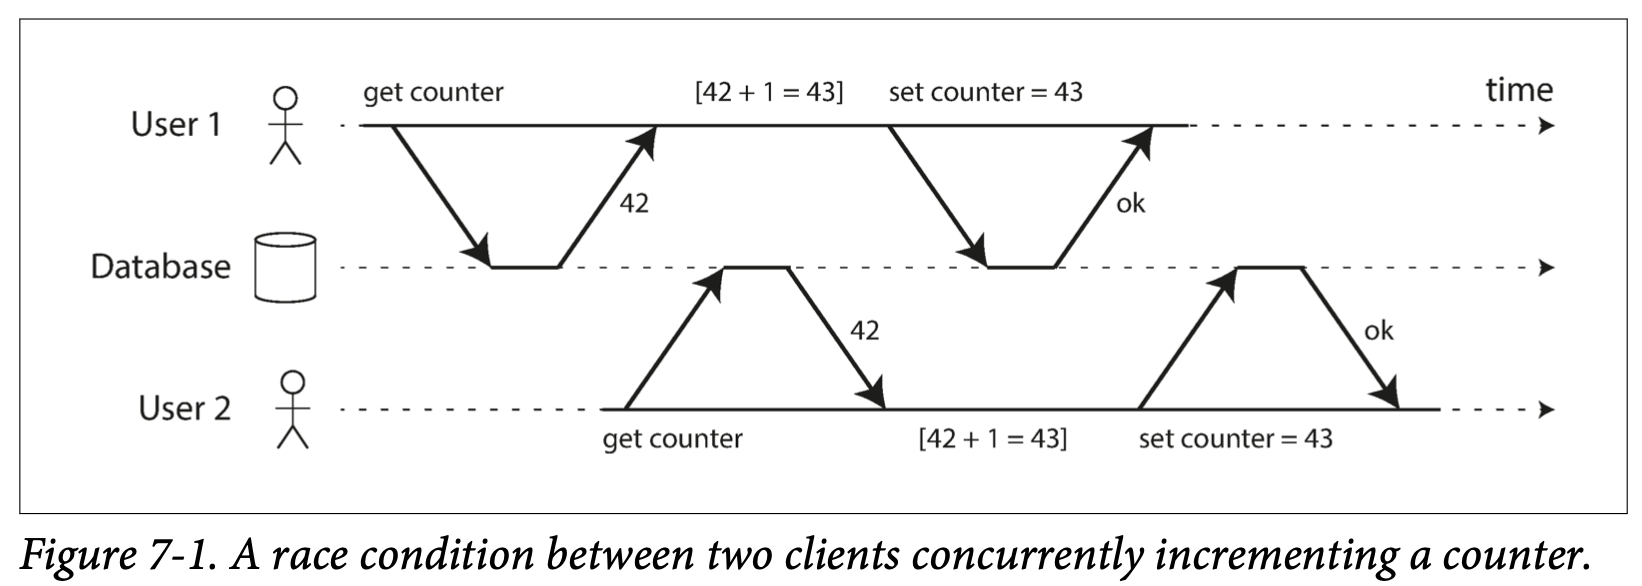 get counter [42 + 1 = 43] set counter = 43 time
User 1
42 ok
Database
42 ok
User 2
get counter [42 + 1 = 43] set counter = 43
Figure 7-1. A race condition between two clients concurrently incrementing a counter.